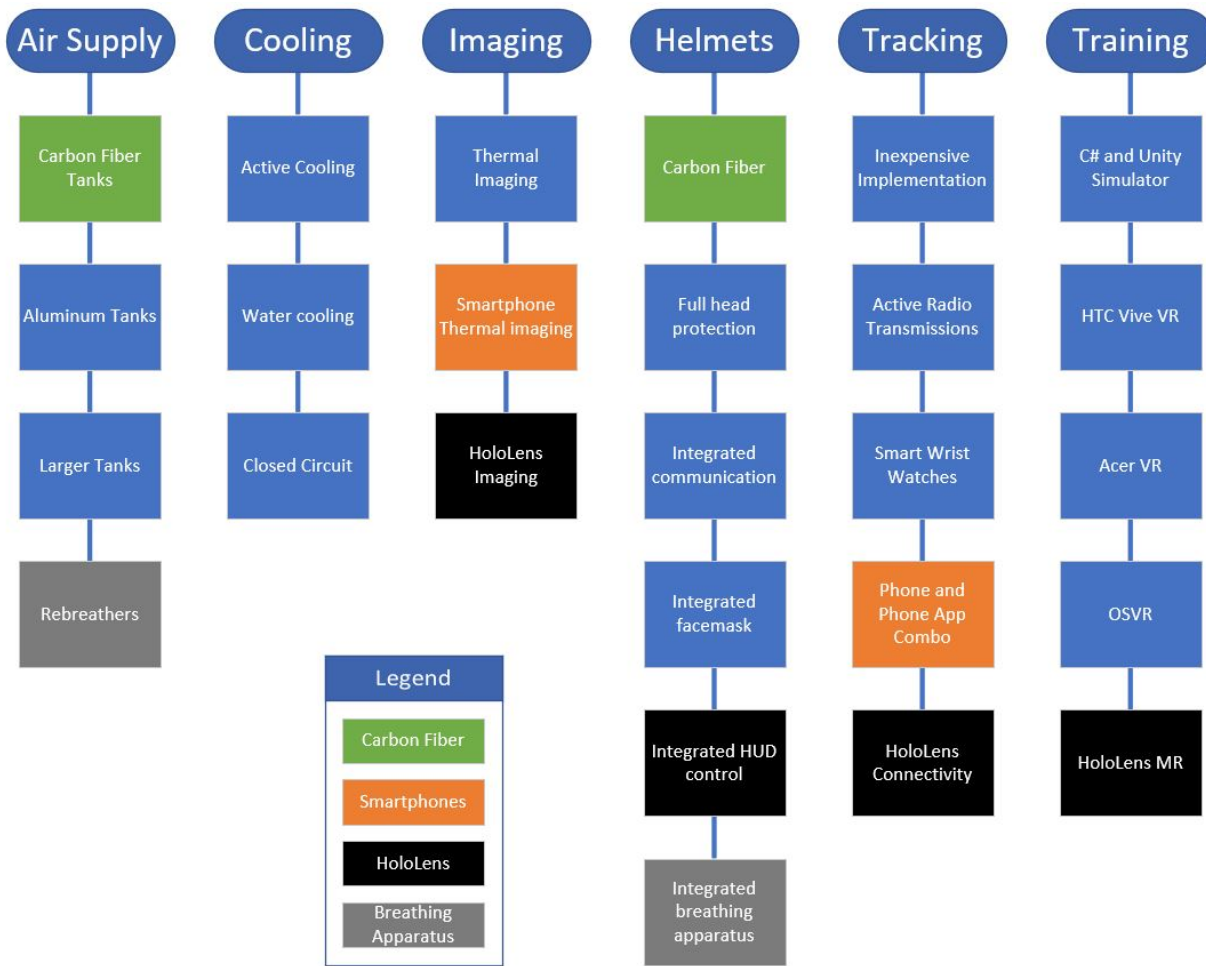 Air Supply
Carbon Fiber
Tanks
Aluminum Tanks
Larger Tanks
Rebreathers
Cooling
Active Cooling
Water cooling
Closed Circuit
Imaging
Thermal
Imaging
Smartphone
Thermal imaging
HoloLens
Imaging
Helmets
Carbon Fiber
Full head
protection
Integrated
communication
Integrated
facemask
Integrated HUD
control
Integrated
breathing
apparatus
Tracking
Inexpensive
Implementation
Active Radio
Transmissions
Smart Wrist
Watches
Phone and
Phone App
Combo
HoloLens
Connectivity
Training
C# and Unity
Simulator
HTC Vive VR
Acer VR
OSVR
HoloLens MR
Legend
Carbon Fiber
Smartphones
HoloLens
Breathing
Apparatus